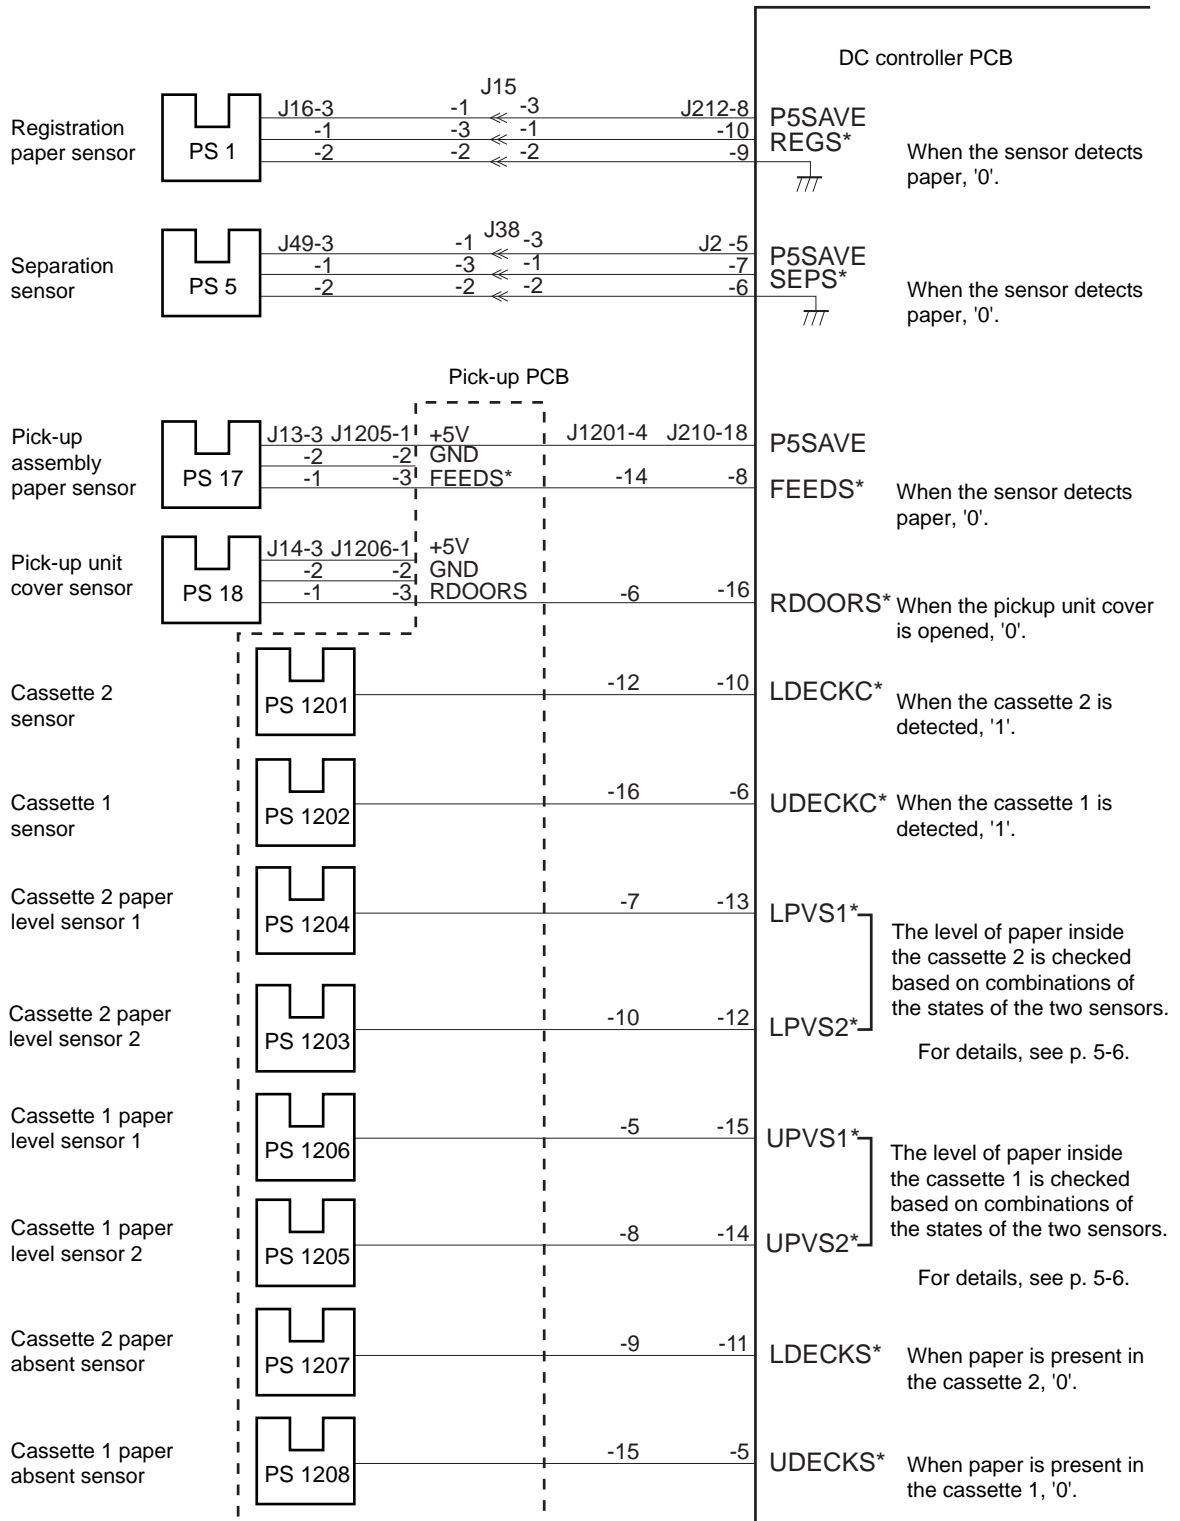 DC controller PCB
J15
J16-3 -1 -3 J212-8 P5SAVE
Registration
paper sensor
PS 1
-1 -3 -1 -10 REGS*
-2 -2 -2 -9
When the sensor detects
paper, '0'.
J38
J49-3 -1 -3 J2 -5 P5SAVE
Separation
sensor
PS 5
-1 -3 -1 -7 SEPS*
-2 -2 -2 -6
When the sensor detects
paper, '0'.
Pick-up PCB
Pick-up
assembly
paper sensor
PS 17
J13-3 J1205-1 +5V J1201-4 J210-18 P5SAVE
-2 -2 GND
-1 -3 FEEDS* -14 -8 FEEDS*
When the sensor detects
paper, '0'.
Pick-up unit
cover sensor
PS 18
J14-3 J1206-1 +5V
-2 -2 GND
-1 -3 RDOORS -6 -16 RDOORS*
When the pickup unit cover
is opened, '0'.
Cassette 2
sensor
PS 1201
-12 -10 LDECKC*
When the cassette 2 is
detected, '1'.
Cassette 1
sensor
PS 1202
-16 -6 UDECKC*
When the cassette 1 is
detected, '1'.
Cassette 2 paper
level sensor 1
PS 1204
-7 -13 LPVS1*
The level of paper inside
the cassette 2 is checked
based on combinations of
the states of the two sensors.
Cassette 2 paper
level sensor 2
PS 1203
-10 -12 LPVS2*
For details, see p. 5-6.
Cassette 1 paper
level sensor 1
PS 1206
-5 -15 UPVS1*
The level of paper inside
the cassette 1 is checked
based on combinations of
the states of the two sensors.
Cassette 1 paper
level sensor 2
PS 1205
-8 -14 UPVS2*
For details, see p. 5-6.
Cassette 2 paper
absent sensor
PS 1207
-9 -11 LDECKS*
When paper is present in
the cassette 2, '0'.
Cassette 1 paper
absent sensor
PS 1208
-15 -5 UDECKS*
When paper is present in
the cassette 1, '0'.